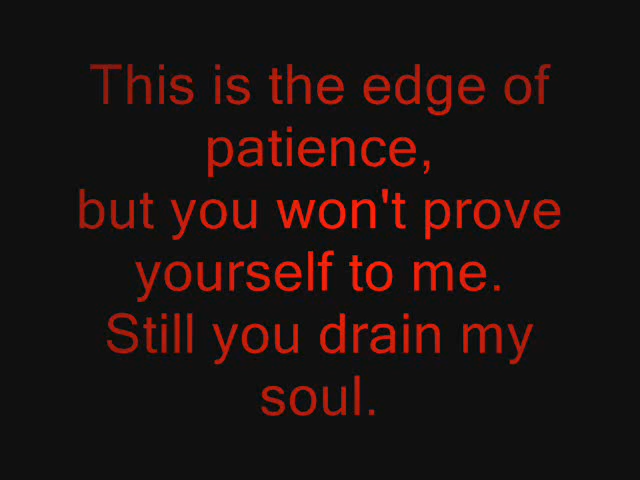 This is the edge of
patience,
but you won't prove
yourself to me.
Still you drain my
soul.